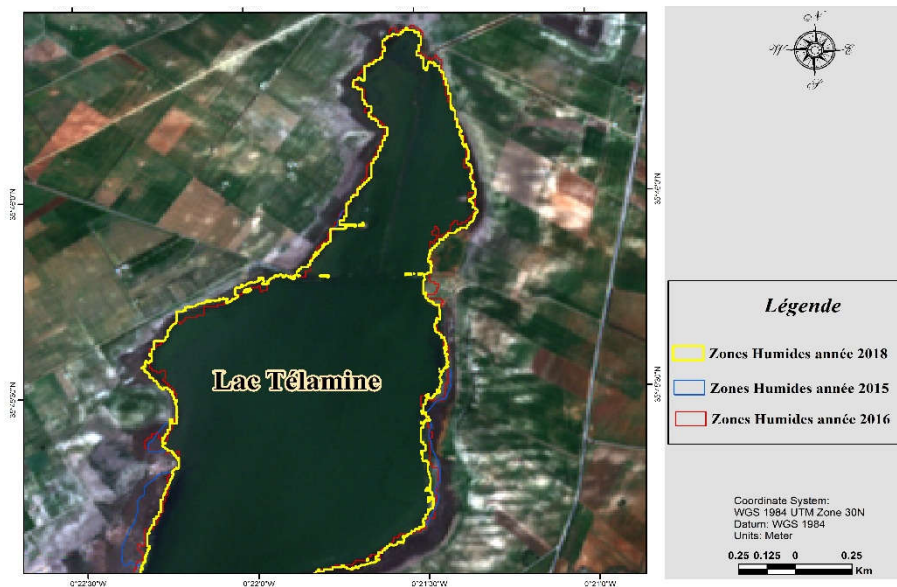 N
W
E
S
Lac Télamine
Légende
Zones Humides année 2018
Zones Humides année 2015
Zones Humides année 2016
Coordinate System:
WGS 1984 UTM Zone 30N
Datum: WGS 1984
Units: Meter
0.25 0.125 0 0.25
Km
0°22'30"W
0°22'0"W
0°21'30"W
0°21'0"W